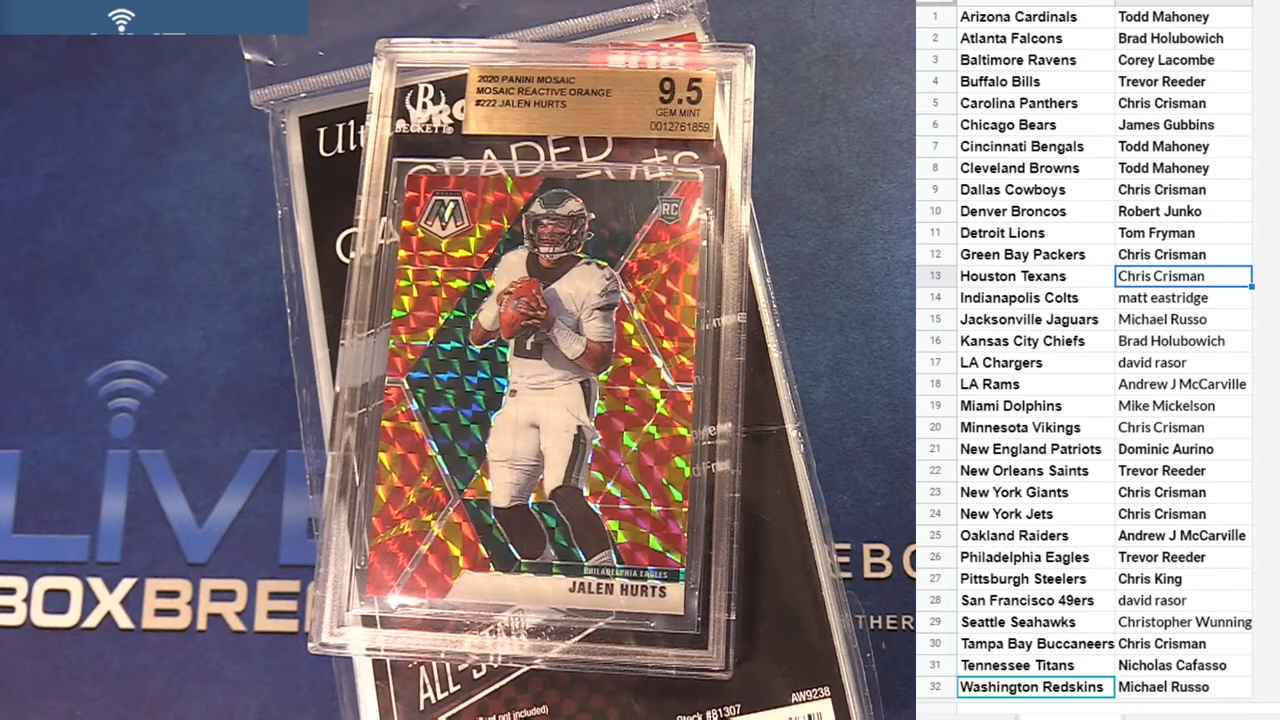 2020 PANINI MOSAIC
MOSAIC REACTIVE ORANGE
#222 JALEN HURTS
9.5
GEM MINT
0012761859
BECKETT
GRADED
RC
PHILADELPHIA EAGLES
JALEN HURTS
LIVE
BOXBRE
THER
Stock #81307
AW9238
1 Arizona Cardinals Todd Mahoney
2 Atlanta Falcons Brad Holubowich
3 Baltimore Ravens Corey Lacombe
4 Buffalo Bills Trevor Reeder
5 Carolina Panthers Chris Crisman
6 Chicago Bears James Gubbins
7 Cincinnati Bengals Todd Mahoney
8 Cleveland Browns Todd Mahoney
9 Dallas Cowboys Chris Crisman
10 Denver Broncos Robert Junko
11 Detroit Lions Tom Fryman
12 Green Bay Packers Chris Crisman
13 Houston Texans Chris Crisman
14 Indianapolis Colts matt eastridge
15 Jacksonville Jaguars Michael Russo
16 Kansas City Chiefs Brad Holubowich
17 LA Chargers david rasor
18 LA Rams Andrew J McCarville
19 Miami Dolphins Mike Mickelson
20 Minnesota Vikings Chris Crisman
21 New England Patriots Dominic Aurino
22 New Orleans Saints Trevor Reeder
23 New York Giants Chris Crisman
24 New York Jets Chris Crisman
25 Oakland Raiders Andrew J McCarville
26 Philadelphia Eagles Trevor Reeder
27 Pittsburgh Steelers Chris King
28 San Francisco 49ers david rasor
29 Seattle Seahawks Christopher Wunning
30 Tampa Bay Buccaneers Chris Crisman
31 Tennessee Titans Nicholas Cafasso
32 Washington Redskins Michael Russo